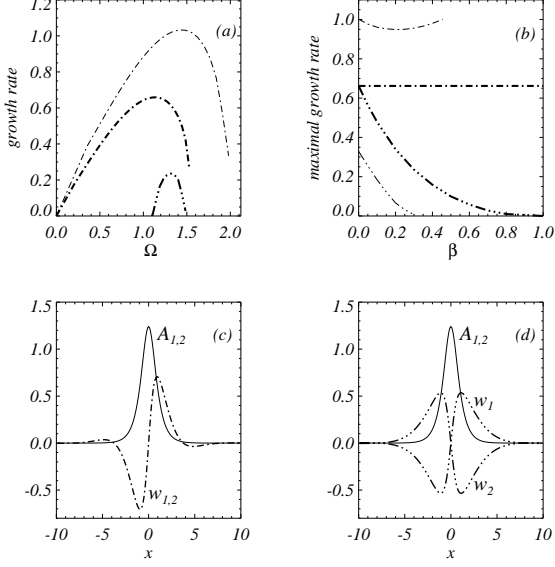 1.2
1.0
0.8
0.6
0.4
0.2
0.0
growth rate
(a)
0.0 0.5 1.0 1.5 2.0
Ω
1.0
0.8
0.6
0.4
0.2
0.0
maximal growth rate
(b)
0.0 0.2 0.4 0.6 0.8 1.0
β
1.5
1.0
0.5
0.0
-0.5
A1,2
(c)
w1,2
-10 -5 0 5 10
x
1.5
1.0
0.5
0.0
-0.5
A1,2
(d)
w1
w2
-10 -5 0 5 10
x